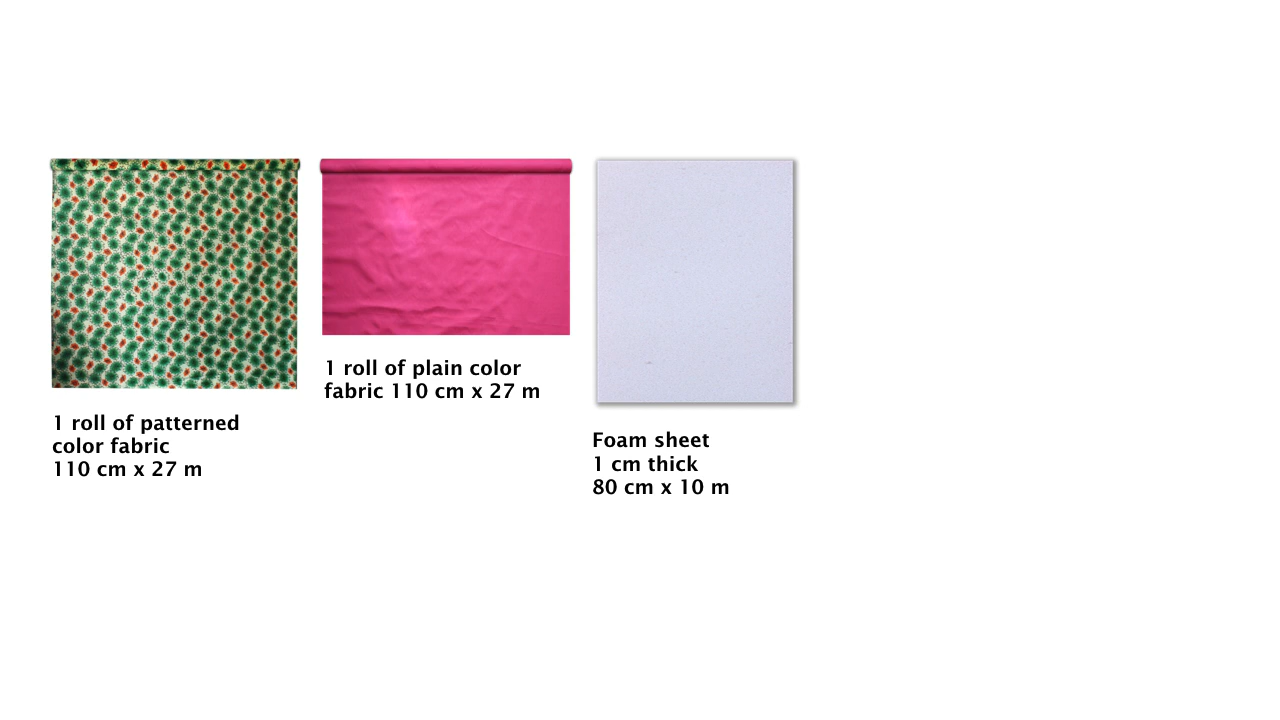 1 roll of patterned
color fabric
110 cm x 27 m
1 roll of plain color
fabric 110 cm x 27 m
Foam sheet
1 cm thick
80 cm x 10 m